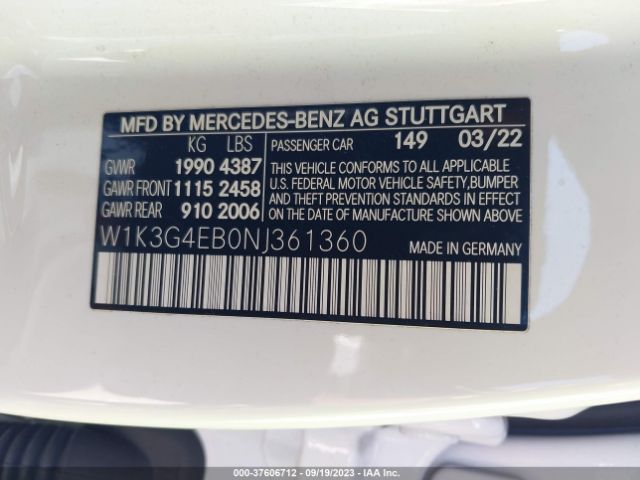 MFD BY MERCEDES-BENZ AG STUTTGART
KG LBS PASSENGER CAR 149 03/22
GVWR 1990 4387
GAWR FRONT 1115 2458
GAWR REAR 910 2006
THIS VEHICLE CONFORMS TO ALL APPLICABLE
U.S. FEDERAL MOTOR VEHICLE SAFETY, BUMPER
AND THEFT PREVENTION STANDARDS IN EFFECT
ON THE DATE OF MANUFACTURE SHOWN ABOVE
W1K3G4EB0NJ361360 MADE IN GERMANY
000-37606712 - 09/19/2023 - IAA Inc.